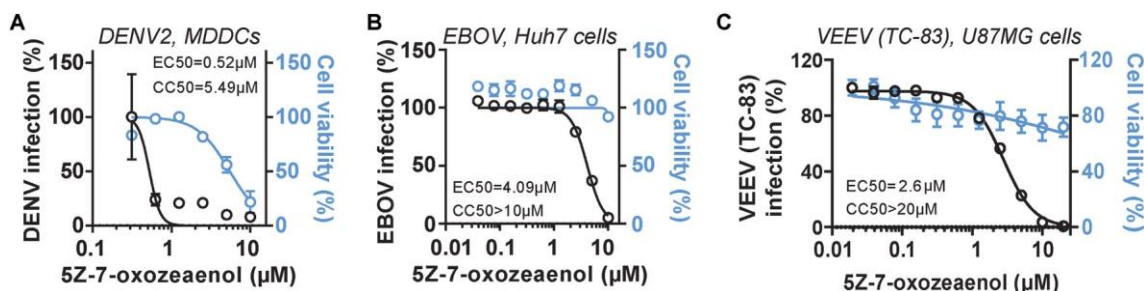 A
DENV2, MDDCs
DENV infection (%)
150
100
50
0
EC50=0.52µM
CC50=5.49µM
150
100
50
0
Cell viability (%)
0.1
1
10
5Z-7-oxozeaenol (µM)
B
EBOV, Huh7 cells
EBOV infection (%)
150
100
50
0
EC50=4.09µM
CC50>10µM
150
100
50
0
Cell viability (%)
0.01
0.1
1
10
5Z-7-oxozeaenol (µM)
C
VEEV (TC-83), U87MG cells
VEEV (TC-83)
infection (%)
120
80
40
0
EC50=2.6µM
CC50>20µM
120
80
40
0
Cell viability
(%)
0.1
1
10
5Z-7-oxozeaenol (µM)